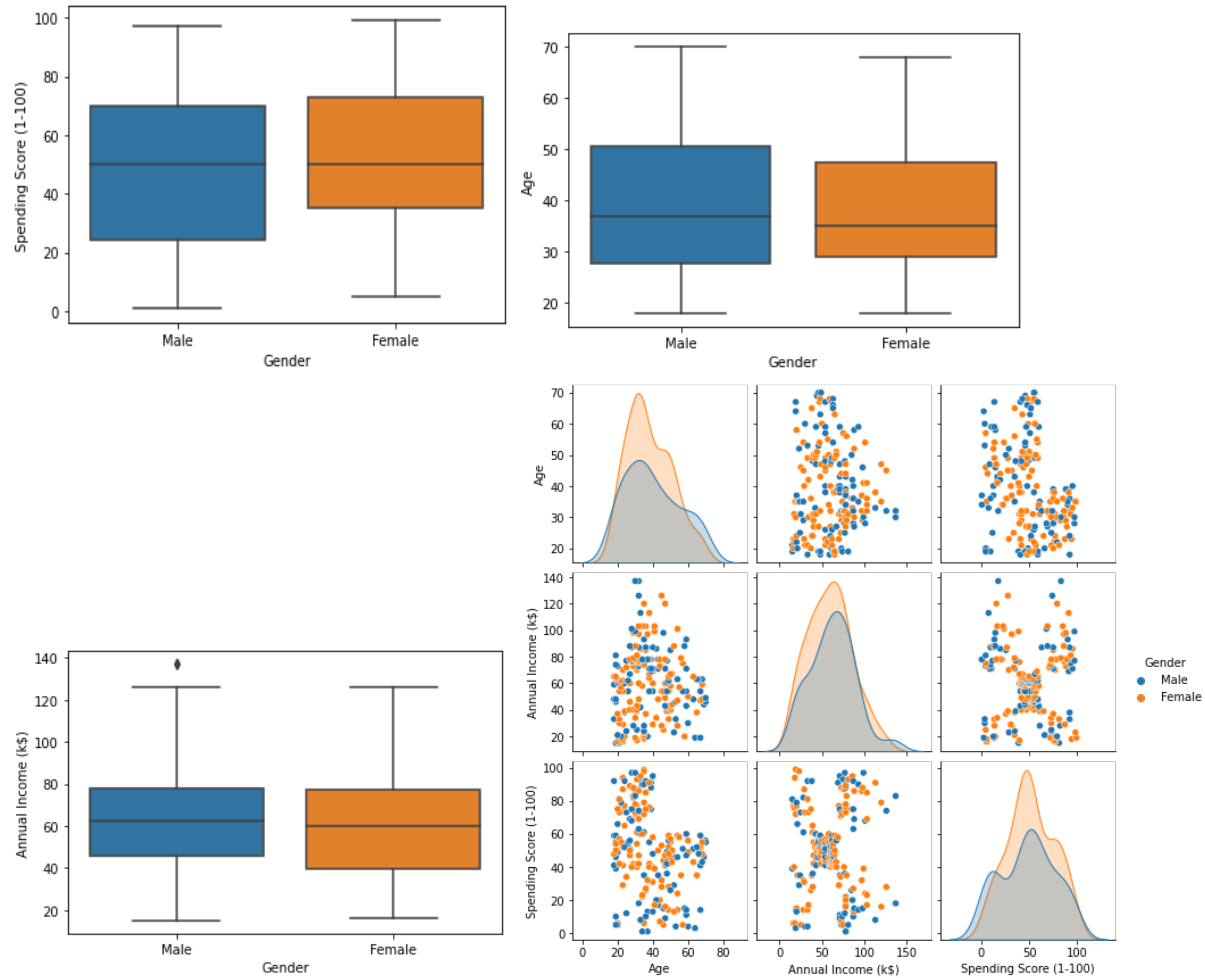 Spending Score (1-100)
100
80
60
40
20
0
Male Female
Gender
Age
70
60
50
40
30
20
Male Female
Gender
Annual Income (k$)
140
120
100
80
60
40
20
Male Female
Gender
Age
70
60
50
40
30
20
Annual Income (k$)
140
120
100
80
60
40
20
Spending Score (1-100)
100
80
60
40
20
0
0 20 40 60 80
Age
0 50 100 150
Annual Income (k$)
0 50 100
Spending Score (1-100)
Gender
Male
Female